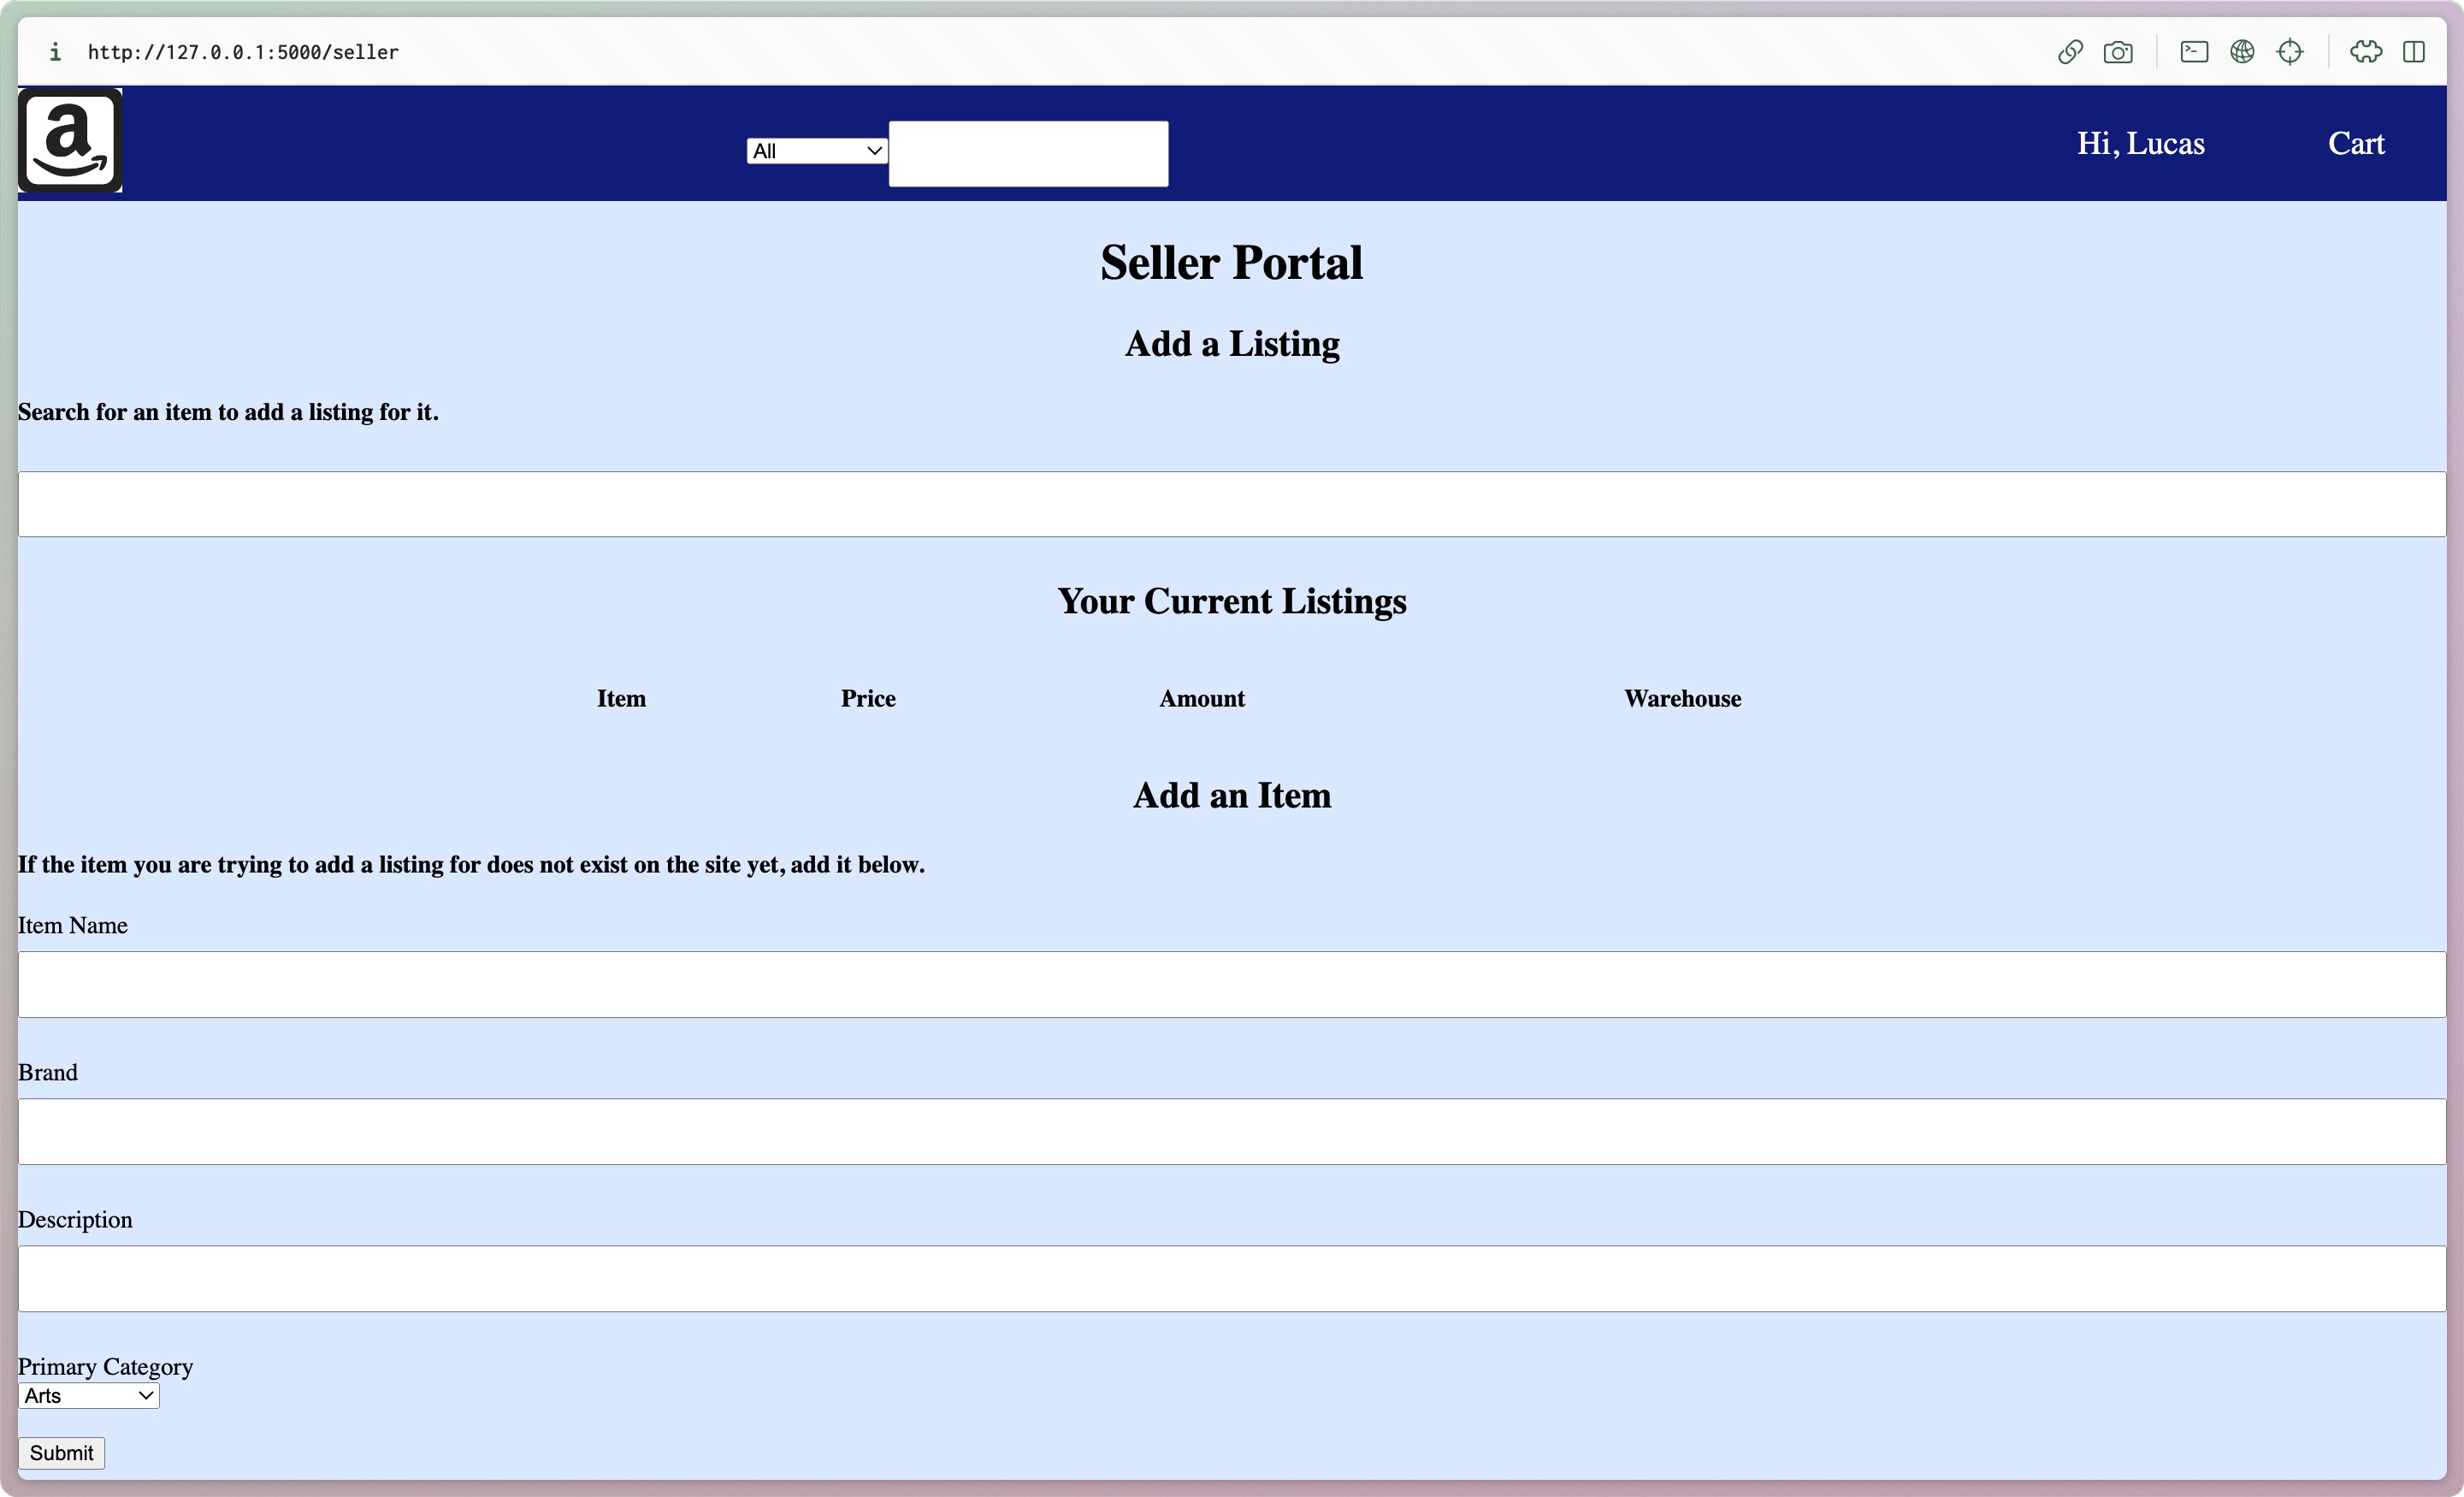 i http://127.0.0.1:5000/seller
a All Hi, Lucas Cart
Seller Portal
Add a Listing
Search for an item to add a listing for it.
Your Current Listings
Item Price Amount Warehouse
Add an Item
If the item you are trying to add a listing for does not exist on the site yet, add it below.
Item Name
Brand
Description
Primary Category
Arts
Submit